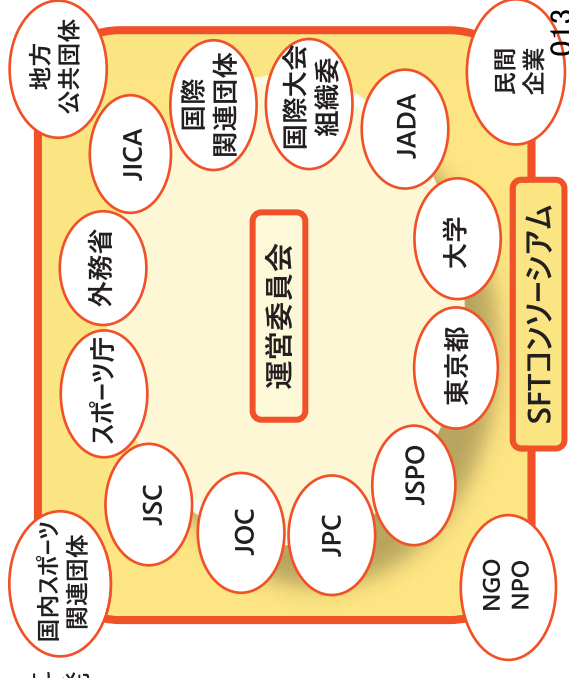 国内スポーツ
関連団体
地方
公共団体
スポーツ庁
外務省
JICA
国際
関連団体
国際大会
組織委
JADA
大学
東京都
JSPO
JPC
JOC
JSC
運営委員会
NGO
NPO
民間
企業
SFTコンソーシアム
013